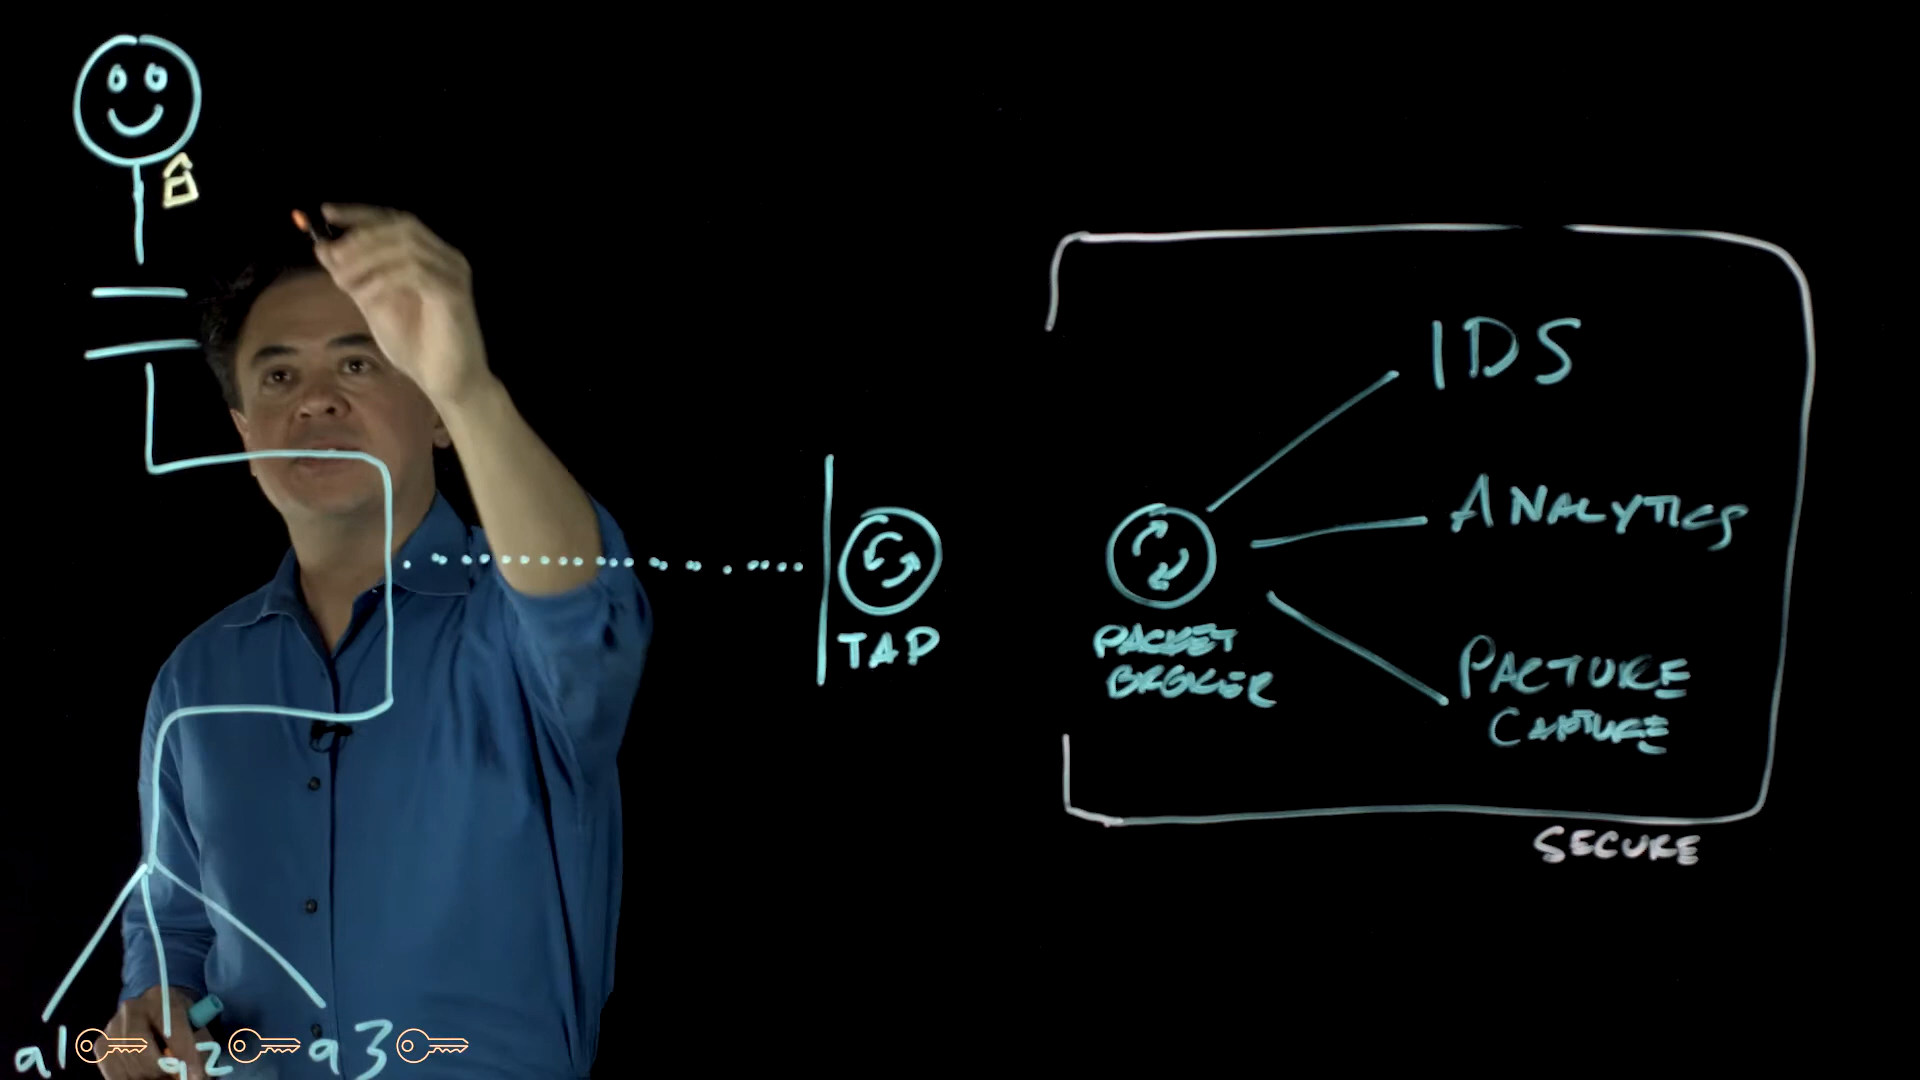 IDS
ANALYTICS
TAP
PACKET
BROKER
PACTURE
CAPTURE
SECURE
a1
a2
a3